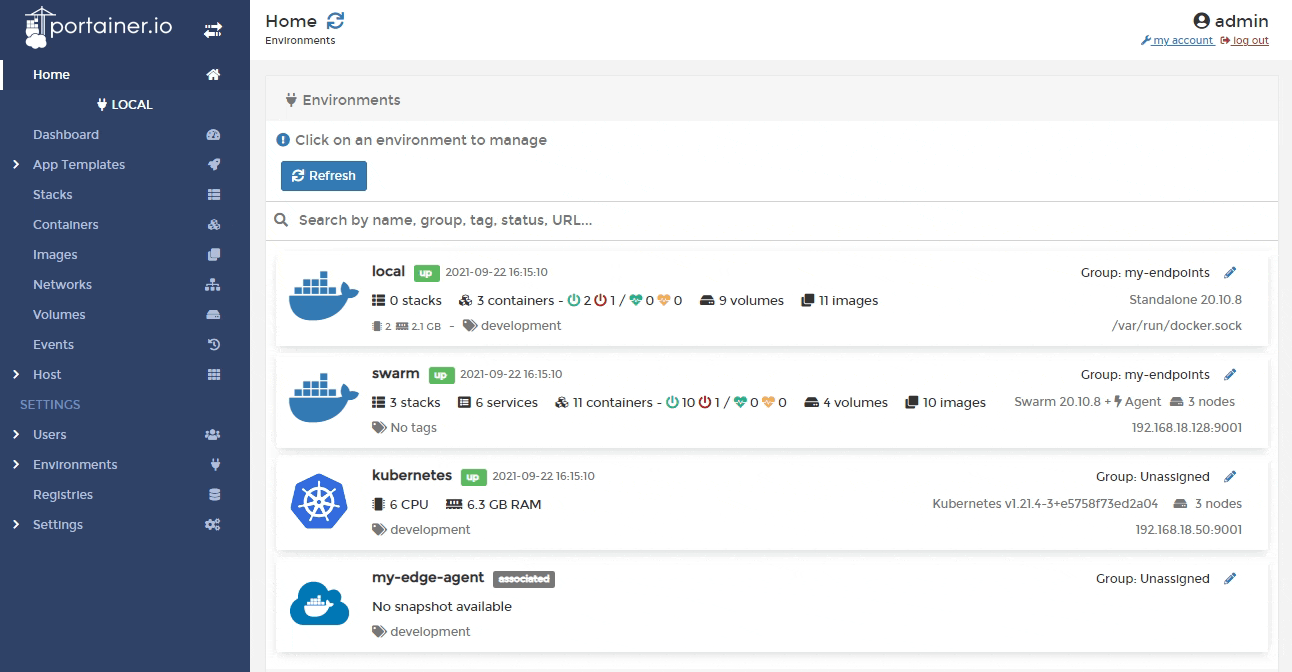 portainer.io
Home
LOCAL
Dashboard
App Templates
Stacks
Containers
Images
Networks
Volumes
Events
Host
SETTINGS
Users
Environments
Registries
Settings
Home
Environments
admin
my account log out
Environments
Click on an environment to manage
Refresh
Search by name, group, tag, status, URL...
local up 2021-09-22 16:15:10 Group: my-endpoints
0 stacks 3 containers - 2 1 / 0 0 9 volumes 11 images Standalone 20.10.8
2 2.1 GB - development /var/run/docker.sock
swarm up 2021-09-22 16:15:10 Group: my-endpoints
3 stacks 6 services 11 containers - 10 1 / 0 0 4 volumes 10 images Swarm 20.10.8 + Agent 3 nodes
No tags 192.168.18.128:9001
kubernetes up 2021-09-22 16:15:10 Group: Unassigned
6 CPU 6.3 GB RAM Kubernetes v1.21.4-3+e5758f73ed2a04 3 nodes
development 192.168.18.50:9001
my-edge-agent associated Group: Unassigned
No snapshot available
development